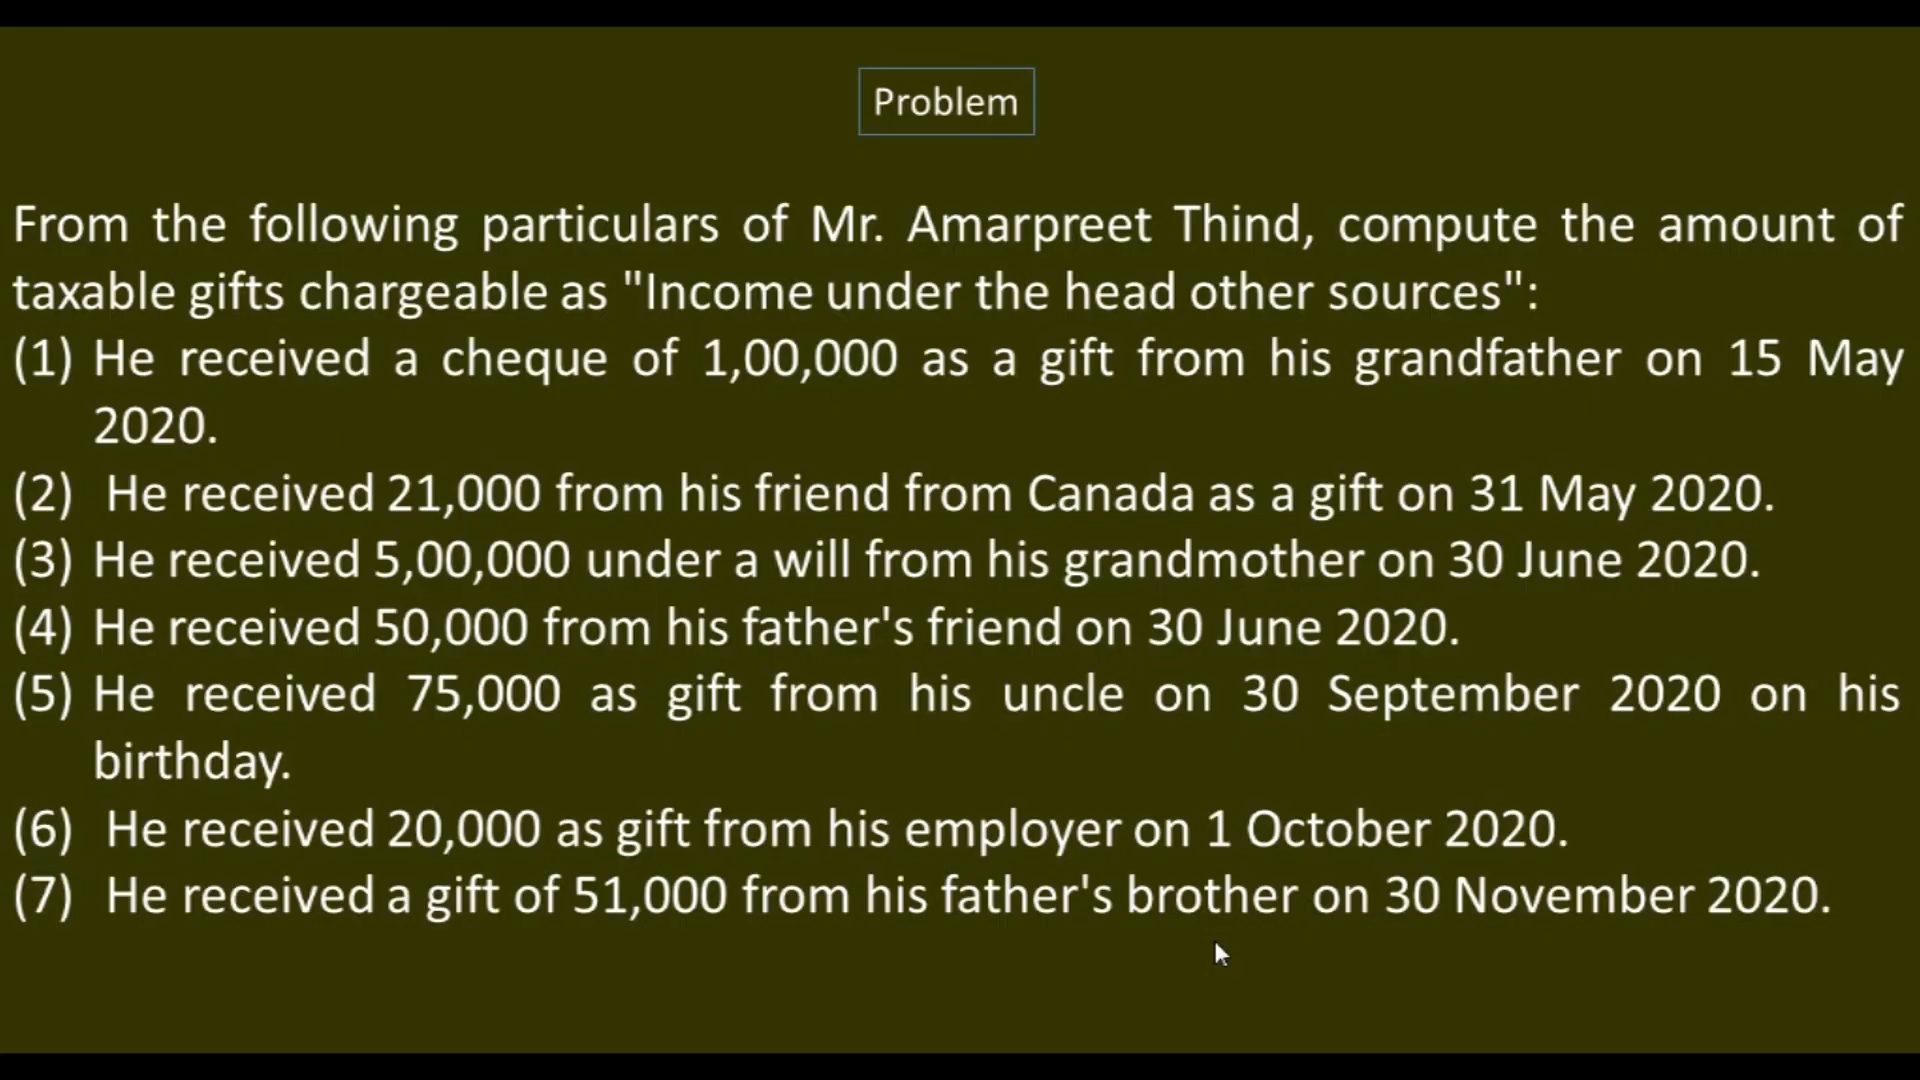 Problem
From the following particulars of Mr. Amarpreet Thind, compute the amount of
taxable gifts chargeable as "Income under the head other sources":
(1) He received a cheque of 1,00,000 as a gift from his grandfather on 15 May
2020.
(2) He received 21,000 from his friend from Canada as a gift on 31 May 2020.
(3) He received 5,00,000 under a will from his grandmother on 30 June 2020.
(4) He received 50,000 from his father's friend on 30 June 2020.
(5) He received 75,000 as gift from his uncle on 30 September 2020 on his
birthday.
(6) He received 20,000 as gift from his employer on 1 October 2020.
(7) He received a gift of 51,000 from his father's brother on 30 November 2020.